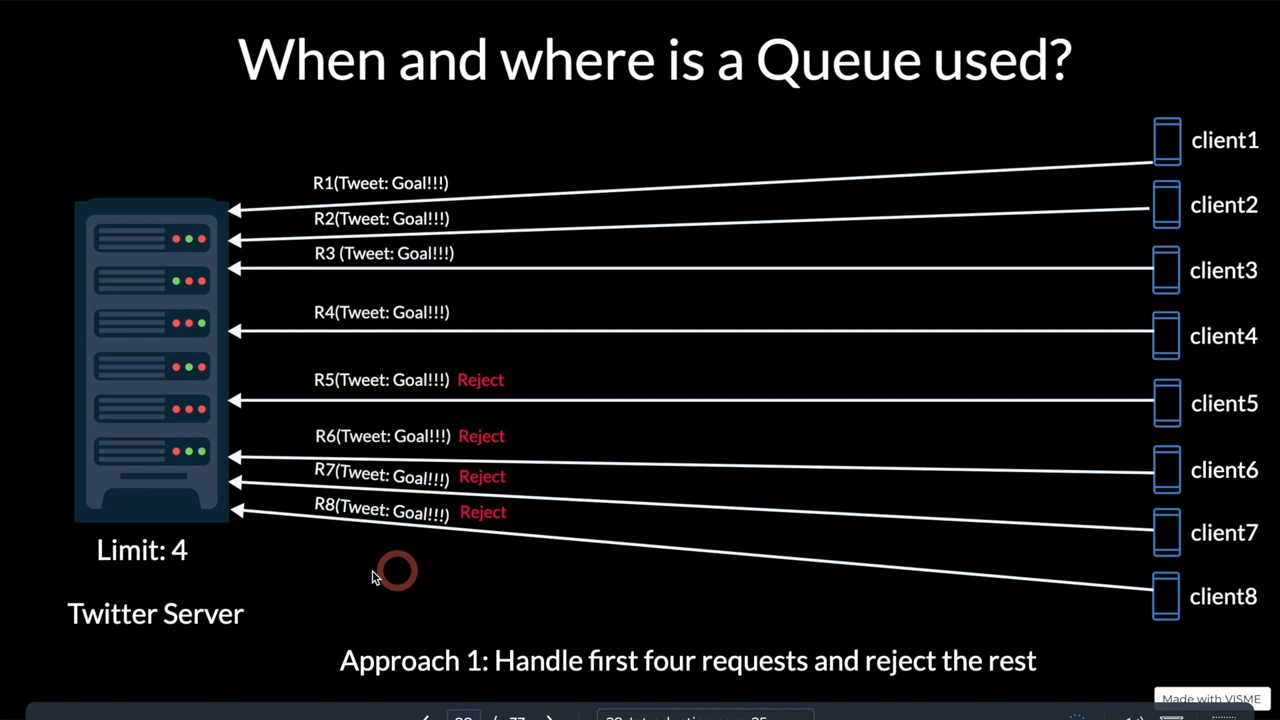 When and where is a Queue used?
client1
R1(Tweet: Goal!!!)
client2
R2(Tweet: Goal!!!)
R3 (Tweet: Goal!!!)
client3
R4(Tweet: Goal!!!)
client4
R5(Tweet: Goal!!!) Reject
client5
R6(Tweet: Goal!!!) Reject
client6
R7(Tweet: Goal!!!) Reject
R8(Tweet: Goal!!!) Reject
client7
Limit: 4
client8
Twitter Server
Approach 1: Handle first four requests and reject the rest
Made with VISME